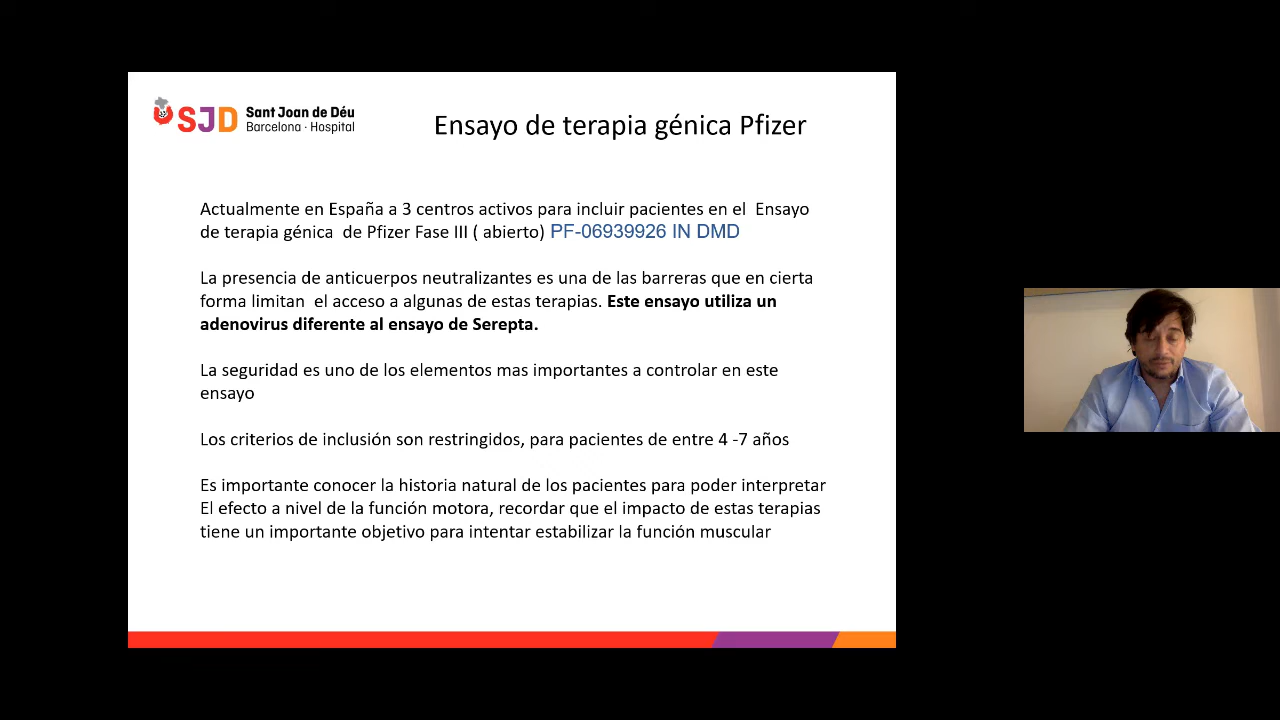 SJD Sant Joan de Déu
Barcelona · Hospital
Ensayo de terapia génica Pfizer
Actualmente en España a 3 centros activos para incluir pacientes en el  Ensayo
de terapia génica  de Pfizer Fase III ( abierto) PF-06939926 IN DMD
La presencia de anticuerpos neutralizantes es una de las barreras que en cierta
forma limitan  el acceso a algunas de estas terapias. Este ensayo utiliza un
adenovirus diferente al ensayo de Serepta.
La seguridad es uno de los elementos mas importantes a controlar en este
ensayo
Los criterios de inclusión son restringidos, para pacientes de entre 4 -7 años
Es importante conocer la historia natural de los pacientes para poder interpretar
El efecto a nivel de la función motora, recordar que el impacto de estas terapias
tiene un importante objetivo para intentar estabilizar la función muscular